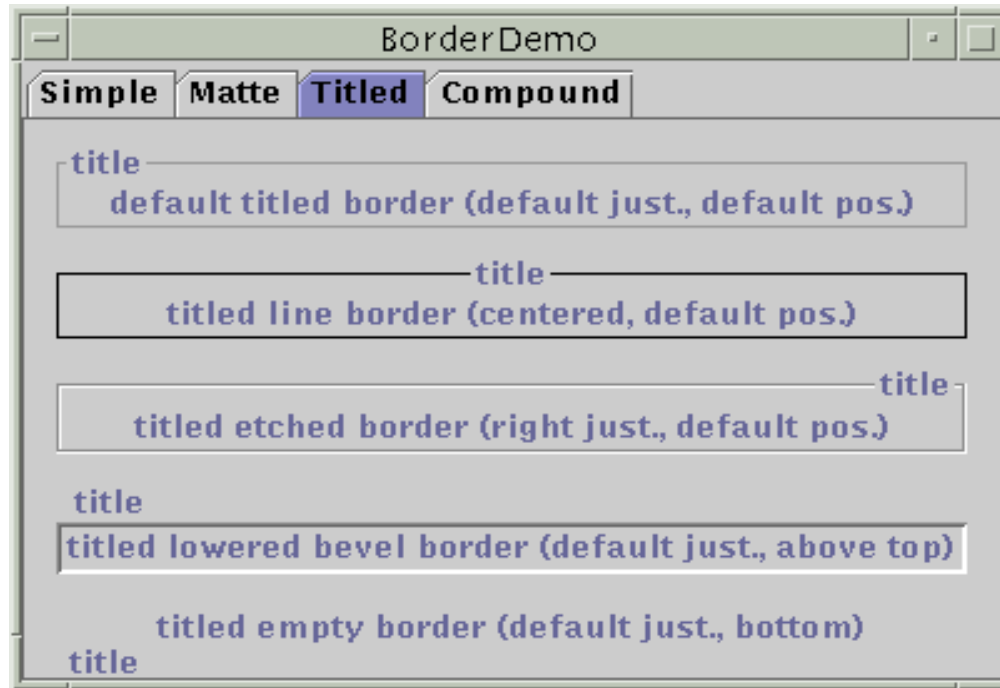 BorderDemo
Simple Matte Titled Compound
title
default titled border (default just., default pos.)
title
titled line border (centered, default pos.)
title
titled etched border (right just., default pos.)
title
titled lowered bevel border (default just., above top)
titled empty border (default just., bottom)
title